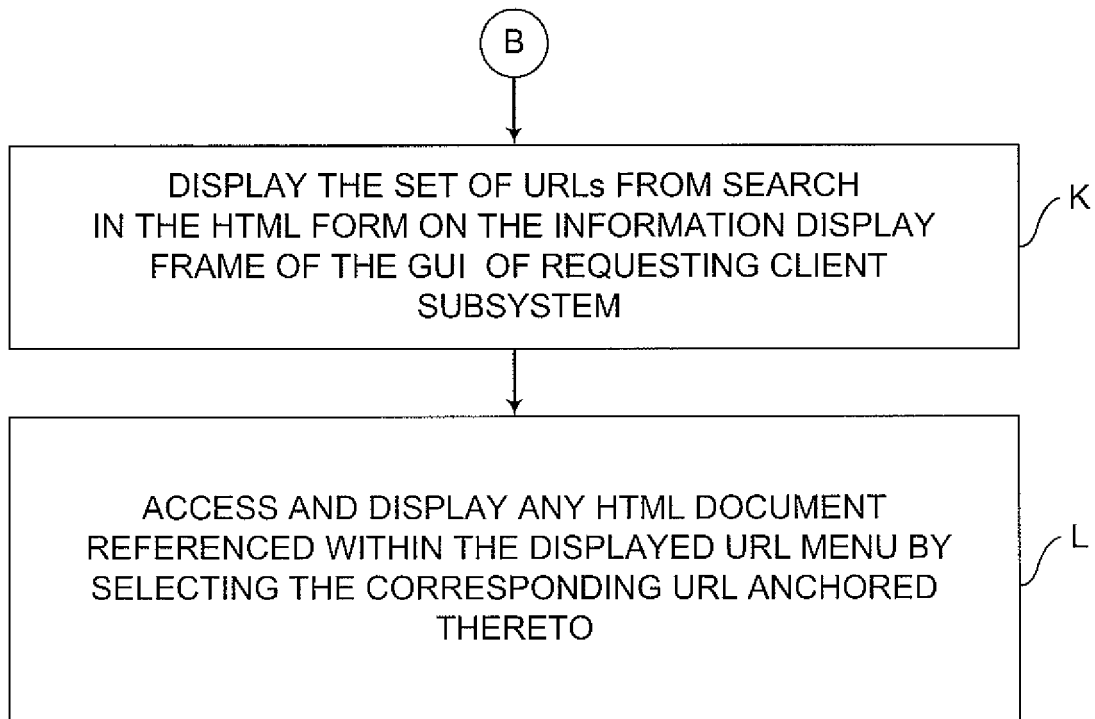 B
DISPLAY THE SET OF URLs FROM SEARCH
IN THE HTML FORM ON THE INFORMATION DISPLAY
FRAME OF THE GUI OF REQUESTING CLIENT
SUBSYSTEM
K
ACCESS AND DISPLAY ANY HTML DOCUMENT
REFERENCED WITHIN THE DISPLAYED URL MENU BY
SELECTING THE CORRESPONDING URL ANCHORED
THERETO
L